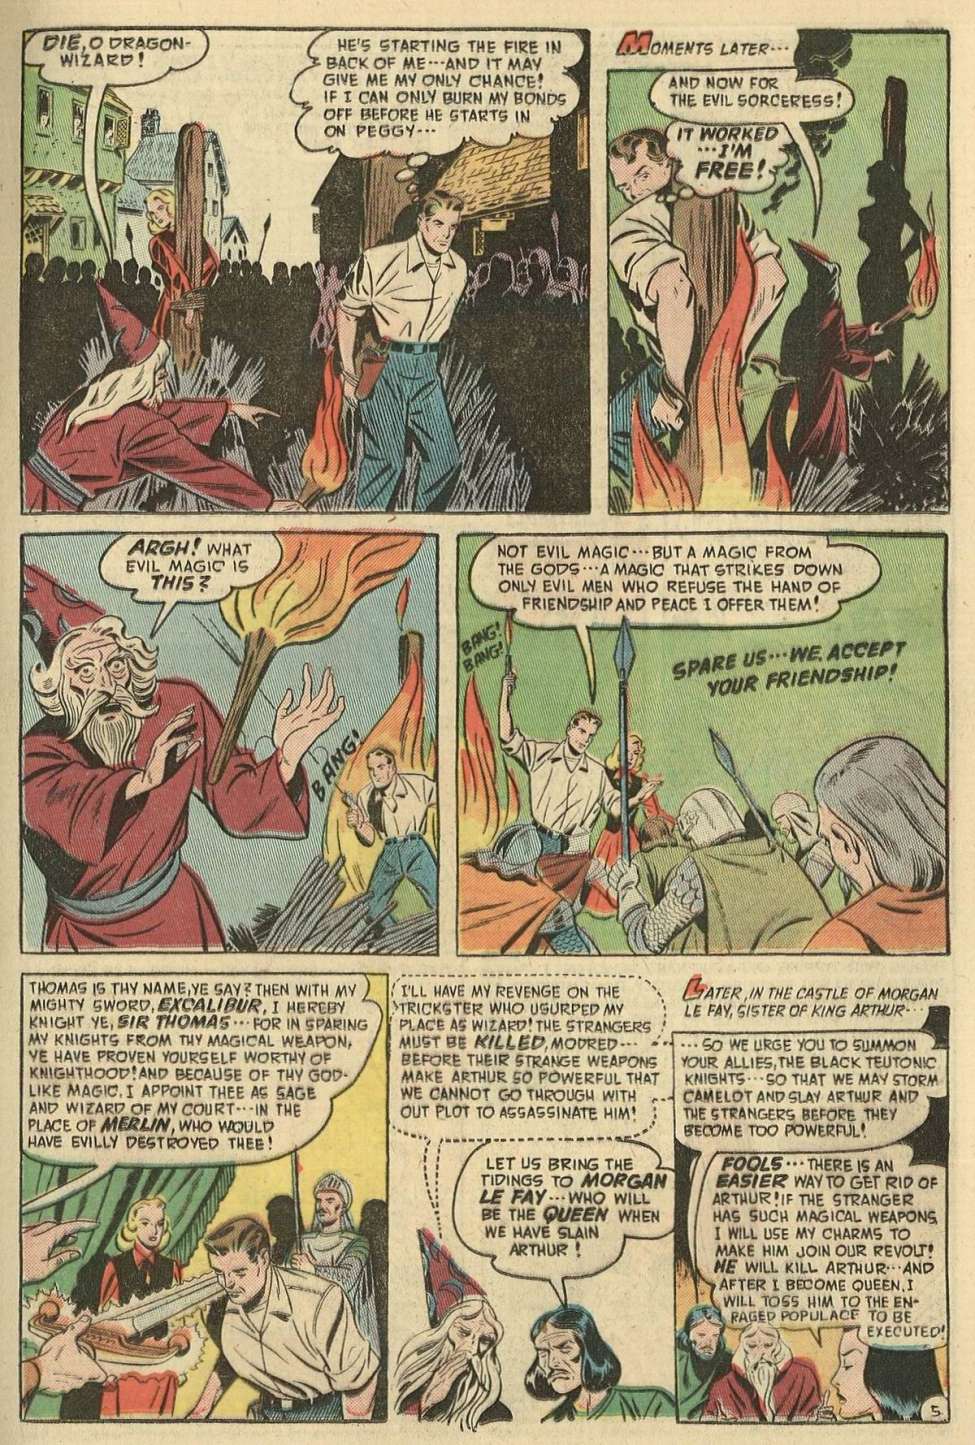 DIE, O DRAGON-
WIZARD!
HE'S STARTING THE FIRE IN
BACK OF ME---AND IT MAY
GIVE ME MY ONLY CHANCE!
IF I CAN ONLY BURN MY BONDS
OFF BEFORE HE STARTS IN
ON PEGGY---
MOMENTS LATER---
AND NOW FOR
THE EVIL SORCERESS!
IT WORKED
---I'M
FREE!
ARGH! WHAT
EVIL MAGIC IS
THIS?
BANG!
NOT EVIL MAGIC---BUT A MAGIC FROM
THE GODS---A MAGIC THAT STRIKES DOWN
ONLY EVIL MEN WHO REFUSE THE HAND OF
FRIENDSHIP AND PEACE I OFFER THEM!
BANG!
BANG!
SPARE US---WE ACCEPT
YOUR FRIENDSHIP!
THOMAS IS THY NAME, YE SAY? THEN WITH MY
MIGHTY SWORD, EXCALIBUR, I HEREBY
KNIGHT YE, SIR THOMAS---FOR IN SPARING
MY KNIGHTS FROM THY MAGICAL WEAPON,
YE HAVE PROVEN YOURSELF WORTHY OF
KNIGHTHOOD! AND BECAUSE OF THY GOD-
LIKE MAGIC, I APPOINT THEE AS SAGE
AND WIZARD OF MY COURT---IN THE
PLACE OF MERLIN, WHO WOULD
HAVE EVILLY DESTROYED THEE!
I'LL HAVE MY REVENGE ON THE
TRICKSTER WHO USURPED MY
PLACE AS WIZARD! THE STRANGERS
MUST BE KILLED, MODRED---
BEFORE THEIR STRANGE WEAPONS
MAKE ARTHUR SO POWERFUL THAT
WE CANNOT GO THROUGH WITH
OUT PLOT TO ASSASSINATE HIM!
LET US BRING THE
TIDINGS TO MORGAN
LE FAY---WHO WILL
BE THE QUEEN WHEN
WE HAVE SLAIN
ARTHUR!
LATER, IN THE CASTLE OF MORGAN
LE FAY, SISTER OF KING ARTHUR---
---SO WE URGE YOU TO SUMMON
YOUR ALLIES, THE BLACK TEUTONIC
KNIGHTS---SO THAT WE MAY STORM
CAMELOT AND SLAY ARTHUR AND
THE STRANGERS BEFORE THEY
BECOME TOO POWERFUL!
FOOLS---THERE IS AN
EASIER WAY TO GET RID OF
ARTHUR! IF THE STRANGER
HAS SUCH MAGICAL WEAPONS,
I WILL USE MY CHARMS TO
MAKE HIM JOIN OUR REVOLT!
HE WILL KILL ARTHUR---AND
AFTER I BECOME QUEEN, I
WILL TOSS HIM TO THE EN-
RAGED POPULACE TO BE
EXECUTED!
5